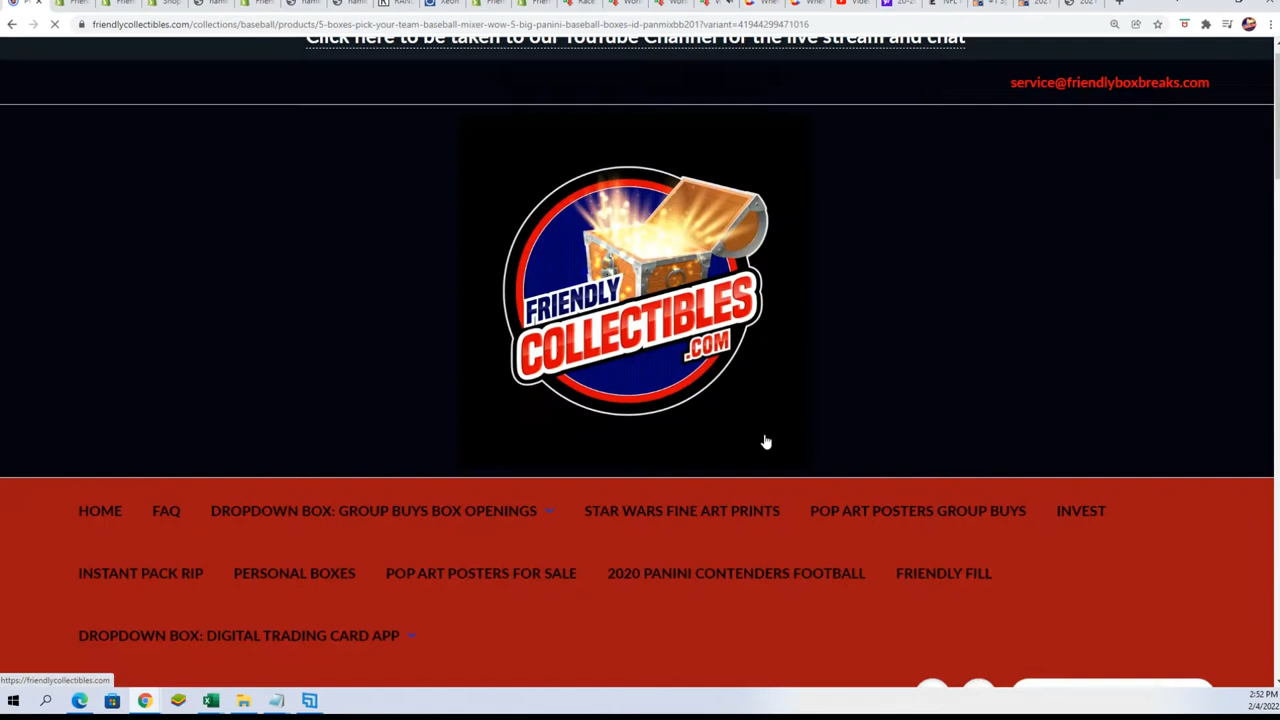 friendlycollectibles.com/collections/baseball/products/5-boxes-pick-your-team-baseball-mixer-wow-5-big-panini-baseball-boxes-id-panmixbb201?variant=41944299471016
Click here to be taken to our YouTube Channel for the live stream and chat
service@friendlyboxbreaks.com
FRIENDLY
COLLECTIBLES
.COM
HOME FAQ DROPDOWN BOX: GROUP BUYS BOX OPENINGS STAR WARS FINE ART PRINTS POP ART POSTERS GROUP BUYS INVEST
INSTANT PACK RIP PERSONAL BOXES POP ART POSTERS FOR SALE 2020 PANINI CONTENDERS FOOTBALL FRIENDLY FILL
DROPDOWN BOX: DIGITAL TRADING CARD APP
https://friendlycollectibles.com
2:52 PM
2/4/2022